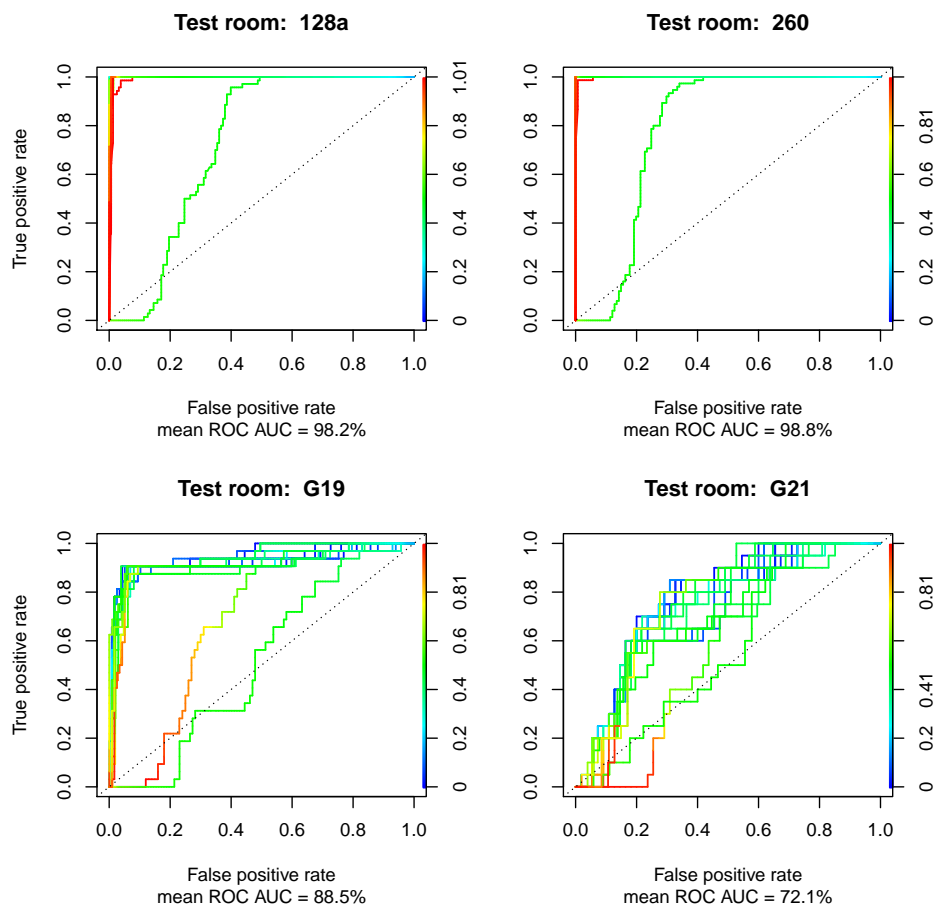 Test room: 128a
True positive rate
0.0 0.2 0.4 0.6 0.8 1.0
0 0.2 0.4 0.6 0.8 1.01
0.0 0.2 0.4 0.6 0.8 1.0
False positive rate
mean ROC AUC = 98.2%
Test room: 260
0.0 0.2 0.4 0.6 0.8 1.0
0 0.2 0.4 0.61 0.81
0.0 0.2 0.4 0.6 0.8 1.0
False positive rate
mean ROC AUC = 98.8%
Test room: G19
True positive rate
0.0 0.2 0.4 0.6 0.8 1.0
0 0.2 0.4 0.61 0.81
0.0 0.2 0.4 0.6 0.8 1.0
False positive rate
mean ROC AUC = 88.5%
Test room: G21
0.0 0.2 0.4 0.6 0.8 1.0
0 0.2 0.41 0.61 0.81
0.0 0.2 0.4 0.6 0.8 1.0
False positive rate
mean ROC AUC = 72.1%